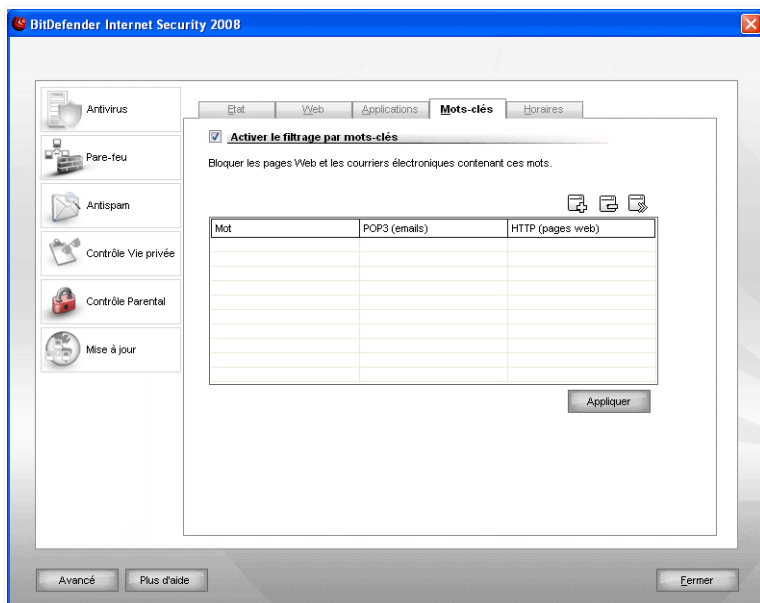 BitDefender Internet Security 2008
Antivirus
Pare-feu
Antispam
Contrôle Vie privée
Contrôle Parental
Mise à jour
Etat Web Applications Mots-clés Horaires
Activer le filtrage par mots-clés
Bloquer les pages Web et les courriers électroniques contenant ces mots.
Mot POP3 (emails) HTTP (pages web)
Appliquer
Avancé Plus d'aide Fermer